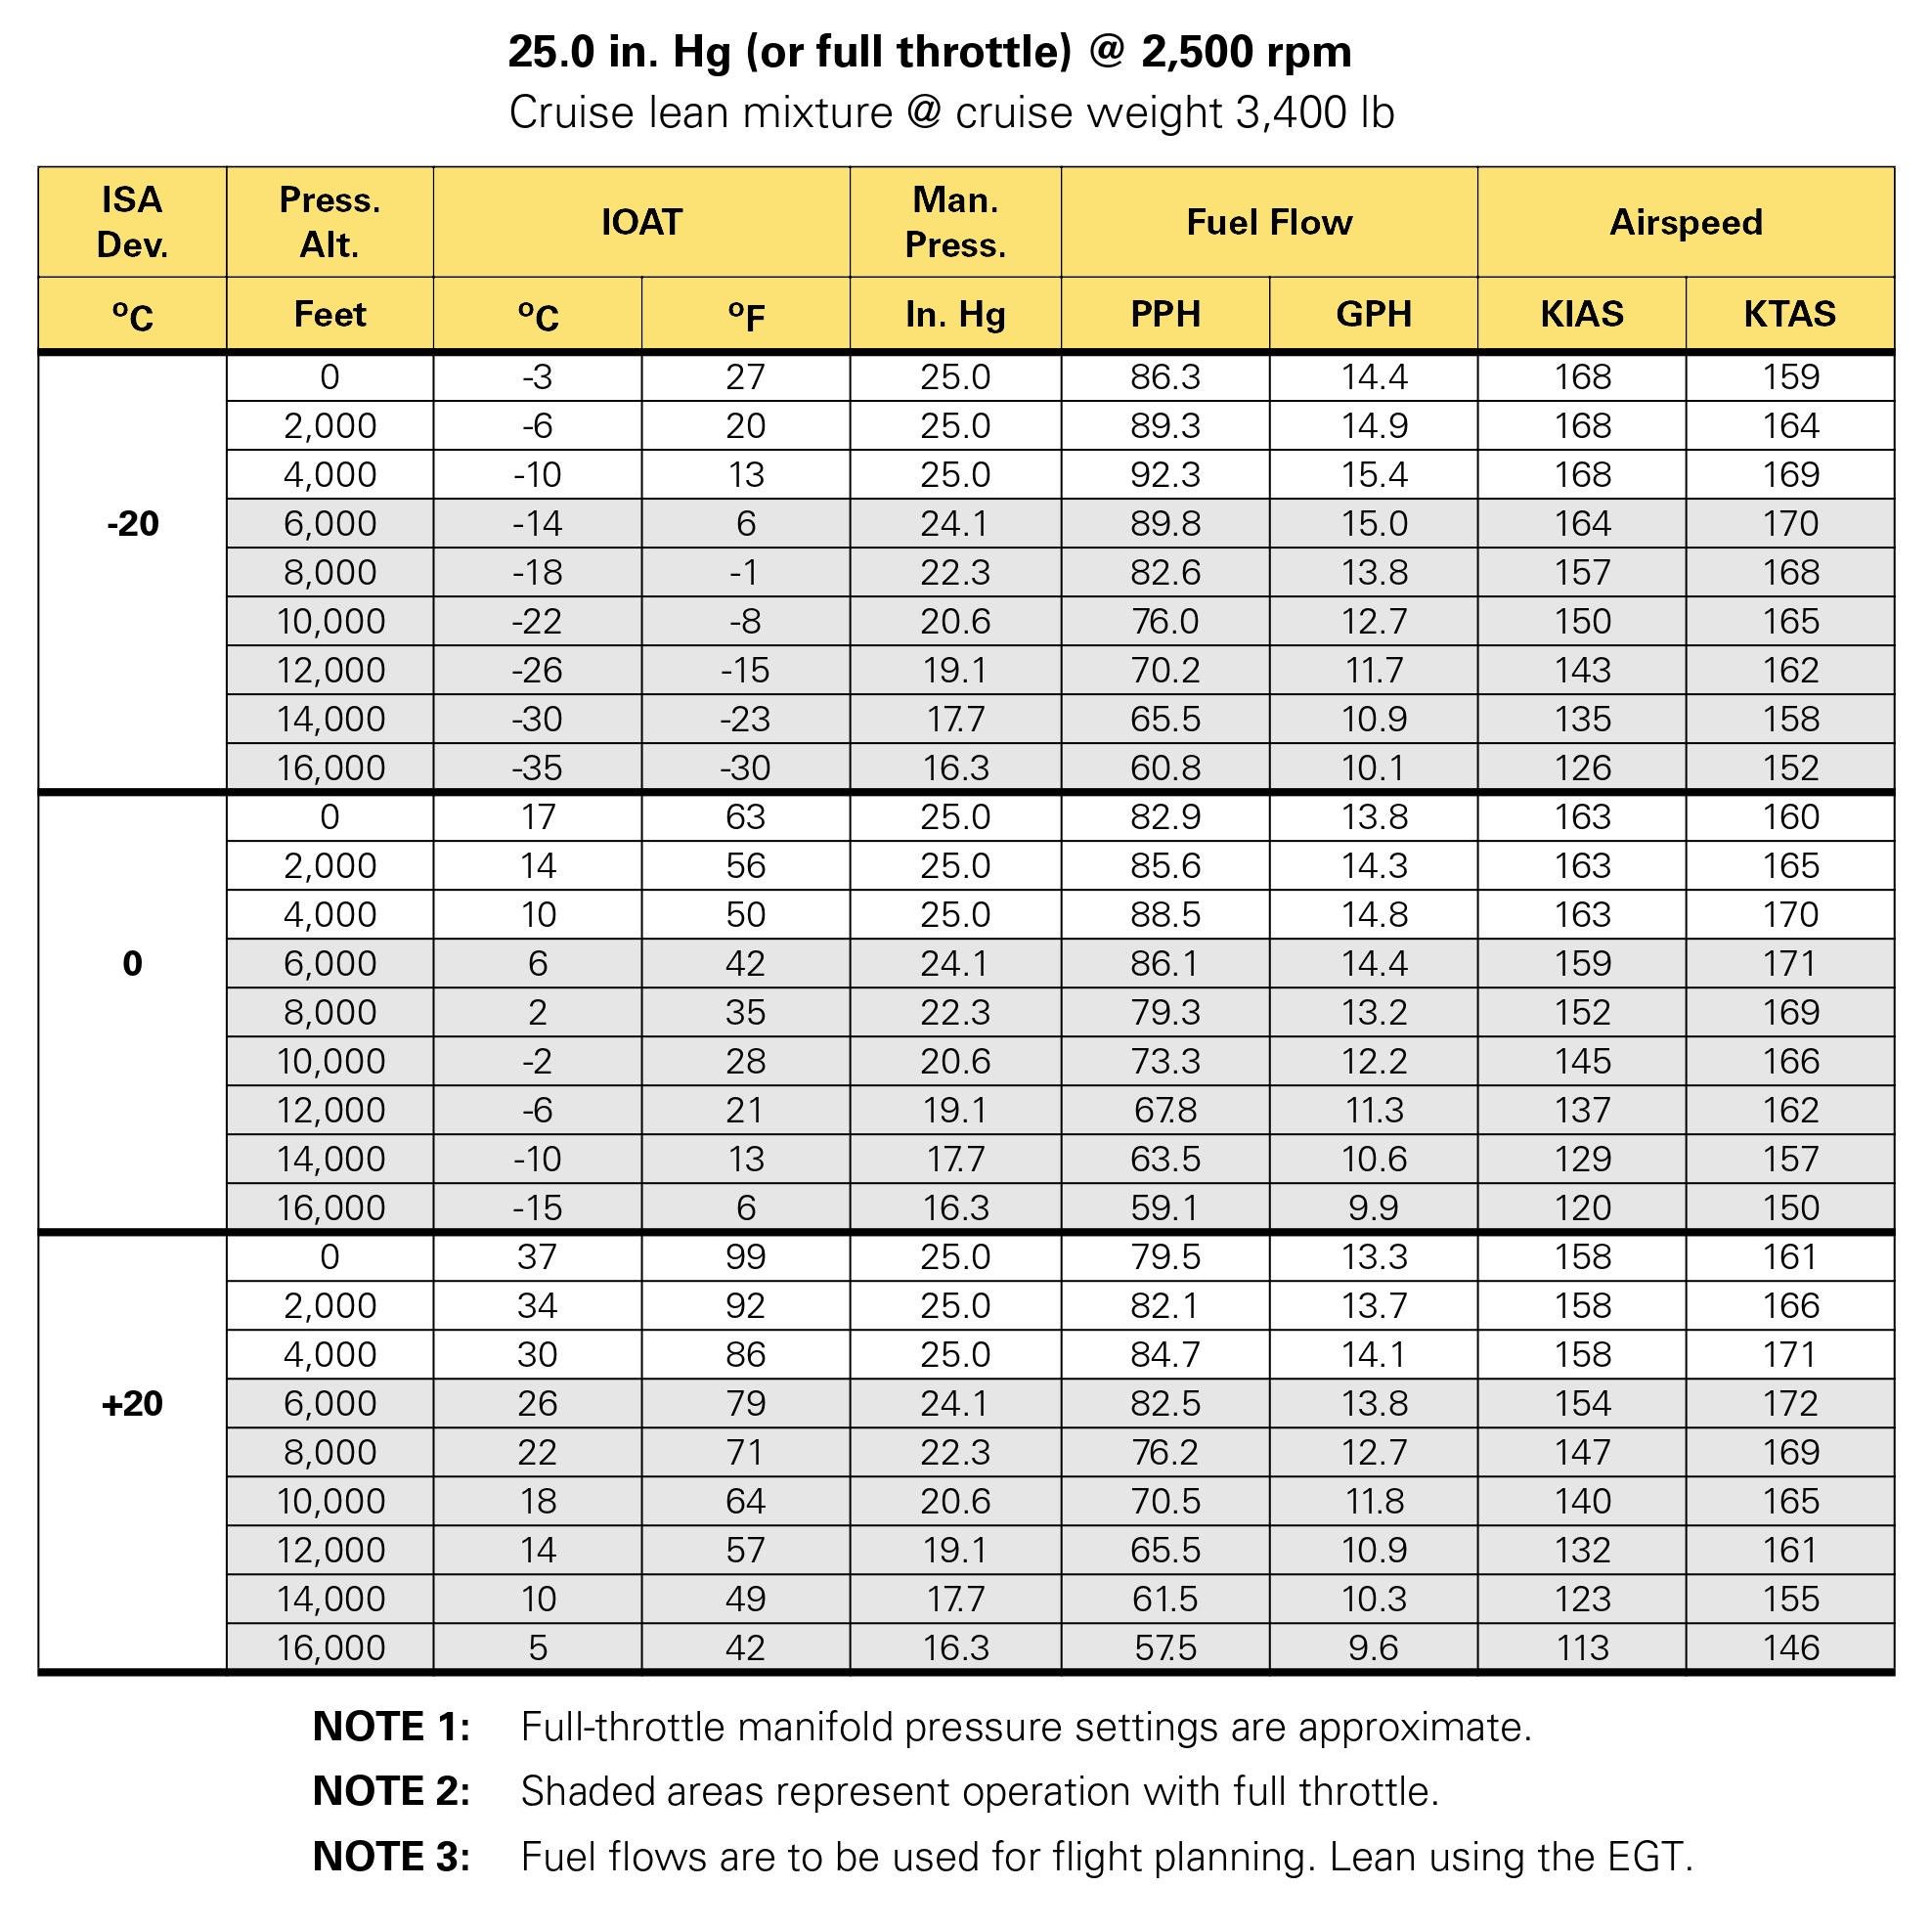 25.0 in. Hg (or full throttle) @ 2,500 rpm
Cruise lean mixture @ cruise weight 3,400 lb
ISA Dev. Press. Alt. IOAT Man. Press. Fuel Flow Airspeed
ºC Feet ºC ºF In. Hg PPH GPH KIAS KTAS
0 -3 27 25.0 86.3 14.4 168 159
2,000 -6 20 25.0 89.3 14.9 168 164
4,000 -10 13 25.0 92.3 15.4 168 169
-20 6,000 -14 6 24.1 89.8 15.0 164 170
8,000 -18 -1 22.3 82.6 13.8 157 168
10,000 -22 -8 20.6 76.0 12.7 150 165
12,000 -26 -15 19.1 70.2 11.7 143 162
14,000 -30 -23 17.7 65.5 10.9 135 158
16,000 -35 -30 16.3 60.8 10.1 126 152
0 17 63 25.0 82.9 13.8 163 160
2,000 14 56 25.0 85.6 14.3 163 165
4,000 10 50 25.0 88.5 14.8 163 170
0 6,000 6 42 24.1 86.1 14.4 159 171
8,000 2 35 22.3 79.3 13.2 152 169
10,000 -2 28 20.6 73.3 12.2 145 166
12,000 -6 21 19.1 67.8 11.3 137 162
14,000 -10 13 17.7 63.5 10.6 129 157
16,000 -15 6 16.3 59.1 9.9 120 150
0 37 99 25.0 79.5 13.3 158 161
2,000 34 92 25.0 82.1 13.7 158 166
4,000 30 86 25.0 84.7 14.1 158 171
+20 6,000 26 79 24.1 82.5 13.8 154 172
8,000 22 71 22.3 76.2 12.7 147 169
10,000 18 64 20.6 70.5 11.8 140 165
12,000 14 57 19.1 65.5 10.9 132 161
14,000 10 49 17.7 61.5 10.3 123 155
16,000 5 42 16.3 57.5 9.6 113 146
NOTE 1: Full-throttle manifold pressure settings are approximate.
NOTE 2: Shaded areas represent operation with full throttle.
NOTE 3: Fuel flows are to be used for flight planning. Lean using the EGT.